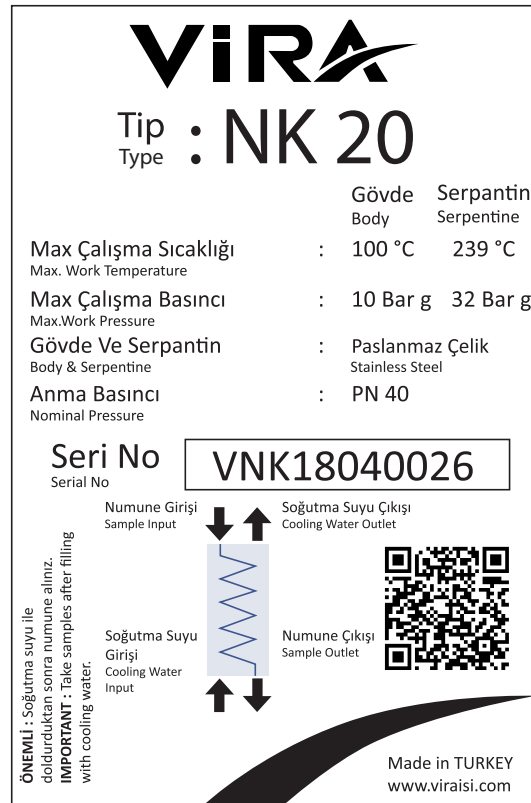 ViRA
Tip : NK 20
Type
Gövde Serpantin
Body Serpentine
Max Çalışma Sıcaklığı : 100 °C 239 °C
Max. Work Temperature
Max Çalışma Basıncı : 10 Bar g 32 Bar g
Max.Work Pressure
Gövde Ve Serpantin : Paslanmaz Çelik
Body & Serpentine Stainless Steel
Anma Basıncı : PN 40
Nominal Pressure
Seri No VNK18040026
Serial No
Numune Girişi Soğutma Suyu Çıkışı
Sample Input Cooling Water Outlet
Soğutma Suyu Numune Çıkışı
Girişi Sample Outlet
Cooling Water
Input
ÖNEMLİ : Soğutma suyu ile
doldurduktan sonra numune alınız.
IMPORTANT : Take samples after filling
with cooling water.
Made in TURKEY
www.viraisi.com